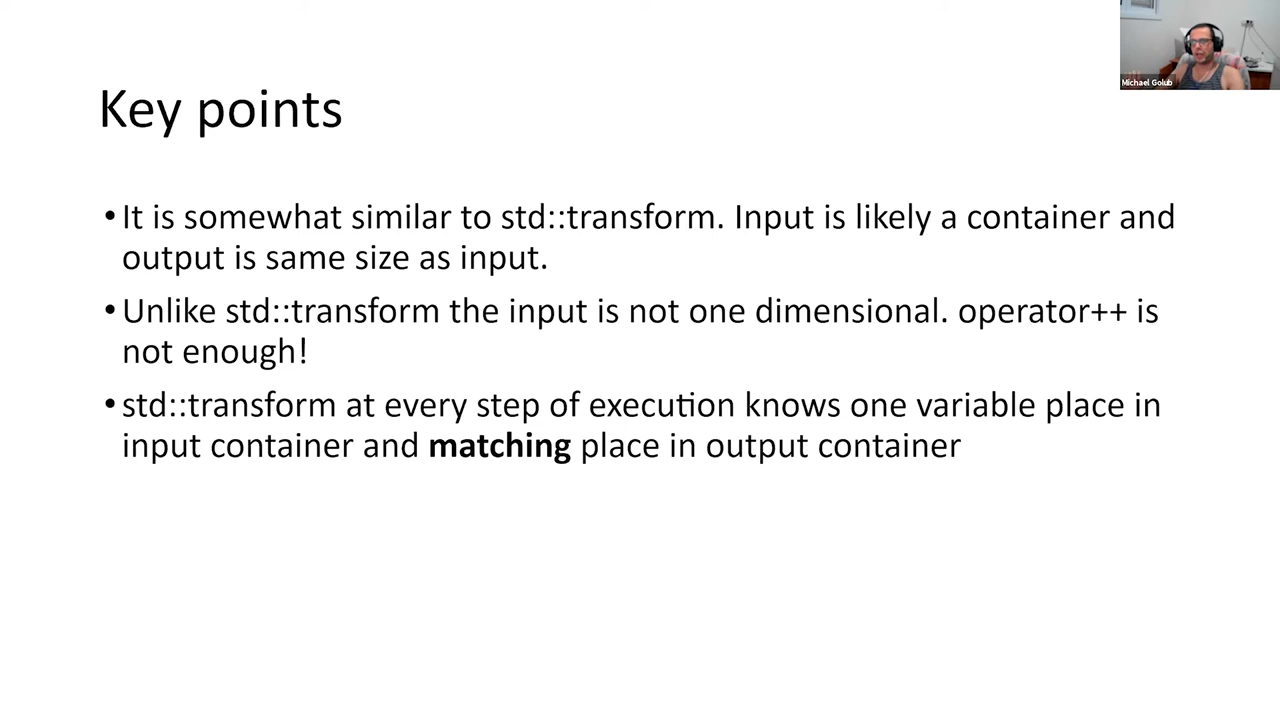 Michael Golub
Key points
• It is somewhat similar to std::transform. Input is likely a container and
output is same size as input.
• Unlike std::transform the input is not one dimensional. operator++ is
not enough!
• std::transform at every step of execution knows one variable place in
input container and matching place in output container